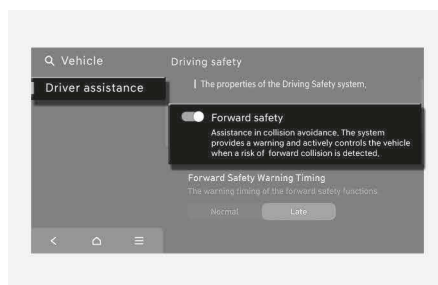 Vehicle
Driving safety
Driver assistance
The properties of the Driving Safety system.
Forward safety
Assistance in collision avoidance. The system
provides a warning and actively controls the vehicle
when a risk of forward collision is detected.
Forward Safety Warning Timing
The warning timing of the forward safety functions.
Normal
Late